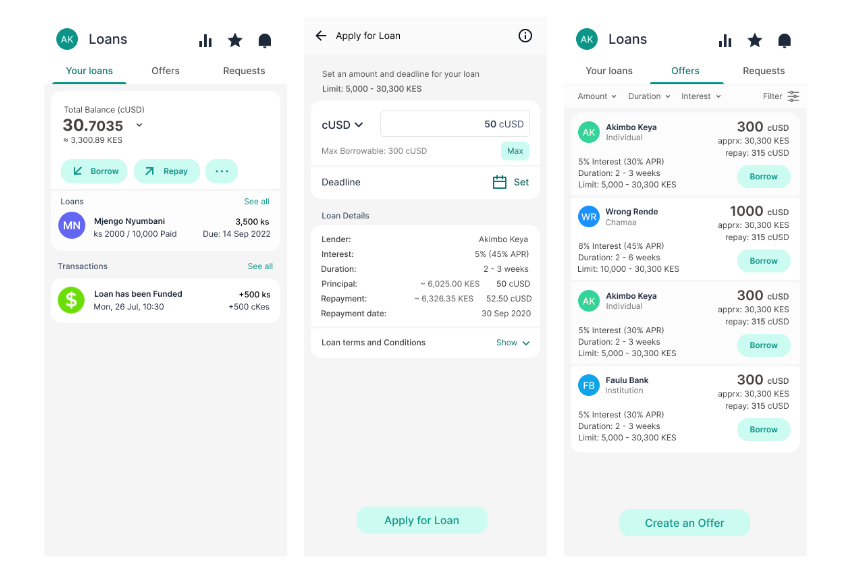 AK Loans
Your loans Offers Requests
Total Balance (cUSD)
30.7035
≈ 3,300.89 KES
Borrow Repay ...
Loans See all
MN Mjengo Nyumbani 3,500 ks
ks 2000 / 10,000 Paid Due: 14 Sep 2022
Transactions See all
$ Loan has been Funded +500 ks
Mon, 26 Jul, 10:30 +500 cKes
Apply for Loan
Set an amount and deadline for your loan
Limit: 5,000 - 30,300 KES
cUSD 50 cUSD
Max Borrowable: 300 cUSD Max
Deadline Set
Loan Details
Lender: Akimbo Keya
Interest: 5% (45% APR)
Duration: 2 - 3 weeks
Principal: ~ 6,025.00 KES 50 cUSD
Repayment: ~ 6,326.35 KES 52.50 cUSD
Repayment date: 30 Sep 2020
Loan terms and Conditions Show
Apply for Loan
AK Loans
Your loans Offers Requests
Amount Duration Interest Filter
AK Akimbo Keya 300 cUSD
Individual apprx: 30,300 KES
repay: 315 cUSD
5% Interest (30% APR)
Duration: 2 - 3 weeks Borrow
Limit: 5,000 - 30,300 KES
WR Wrong Rende 1000 cUSD
Chamaa apprx: 30,300 KES
repay: 315 cUSD
8% Interest (45% APR)
Duration: 2 - 6 weeks Borrow
Limit: 10,000 - 30,300 KES
AK Akimbo Keya 300 cUSD
Individual apprx: 30,300 KES
repay: 315 cUSD
5% Interest (30% APR)
Duration: 2 - 3 weeks Borrow
Limit: 5,000 - 30,300 KES
FB Faulu Bank 300 cUSD
Institution apprx: 30,300 KES
repay: 315 cUSD
5% Interest (30% APR)
Duration: 2 - 3 weeks Borrow
Limit: 5,000 - 30,300 KES
Create an Offer